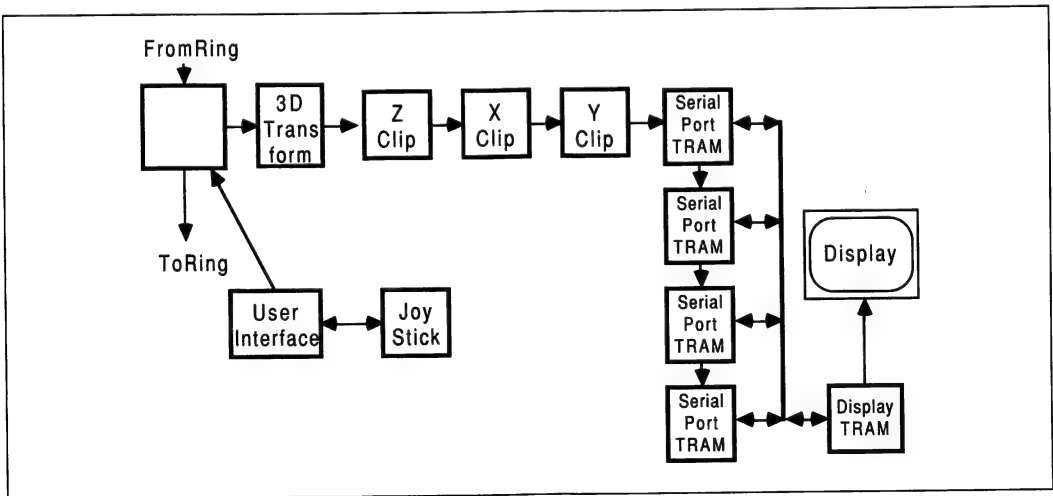 FromRing
3D
Trans
form
Z
Clip
X
Clip
Y
Clip
Serial
Port
TRAM
Serial
Port
TRAM
Display
ToRing
User
Interface
Joy
Stick
Serial
Port
TRAM
Serial
Port
TRAM
Display
TRAM